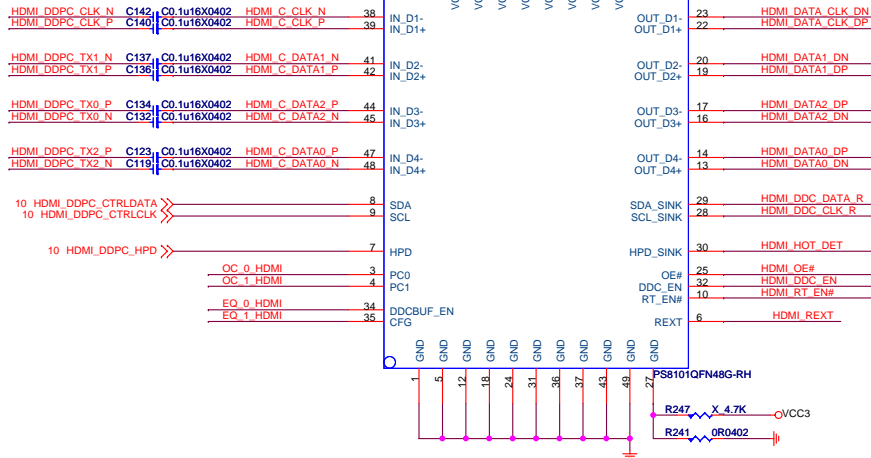 HDMI_DDPC_CLK_N C142 C0.1u16X0402 HDMI_C_CLK_N 38 IN_D1- OUT_D1- 23 HDMI_DATA_CLK_DN
HDMI_DDPC_CLK_P C140 C0.1u16X0402 HDMI_C_CLK_P 39 IN_D1+ OUT_D1+ 22 HDMI_DATA_CLK_DP
HDMI_DDPC_TX1_N C137 C0.1u16X0402 HDMI_C_DATA1_N 41 IN_D2- OUT_D2- 20 HDMI_DATA1_DN
HDMI_DDPC_TX1_P C136 C0.1u16X0402 HDMI_C_DATA1_P 42 IN_D2+ OUT_D2+ 19 HDMI_DATA1_DP
HDMI_DDPC_TX0_P C134 C0.1u16X0402 HDMI_C_DATA2_P 44 IN_D3- OUT_D3- 17 HDMI_DATA2_DP
HDMI_DDPC_TX0_N C132 C0.1u16X0402 HDMI_C_DATA2_N 45 IN_D3+ OUT_D3+ 16 HDMI_DATA2_DN
HDMI_DDPC_TX2_P C123 C0.1u16X0402 HDMI_C_DATA0_P 47 IN_D4- OUT_D4- 14 HDMI_DATA0_DP
HDMI_DDPC_TX2_N C119 C0.1u16X0402 HDMI_C_DATA0_N 48 IN_D4+ OUT_D4+ 13 HDMI_DATA0_DN
10 HDMI_DDPC_CTRLDATA 8 SDA SDA_SINK 29 HDMI_DDC_DATA_R
10 HDMI_DDPC_CTRLCLK 9 SCL SCL_SINK 28 HDMI_DDC_CLK_R
10 HDMI_DDPC_HPD 7 HPD HPD_SINK 30 HDMI_HOT_DET
OC_0_HDMI 3 PC0 OE# 25 HDMI_OE#
OC_1_HDMI 4 PC1 DDC_EN 32 HDMI_DDC_EN
RT_EN# 10 HDMI_RT_EN#
EQ_0_HDMI 34 DDCBUF_EN
EQ_1_HDMI 35 CFG REXT 6 HDMI_REXT
GND GND GND GND GND GND GND GND GND GND GND
1 5 12 18 24 31 36 37 43 49 27
PS8101QFN48G-RH
R247 X_4.7K VCC3
R241 0R0402